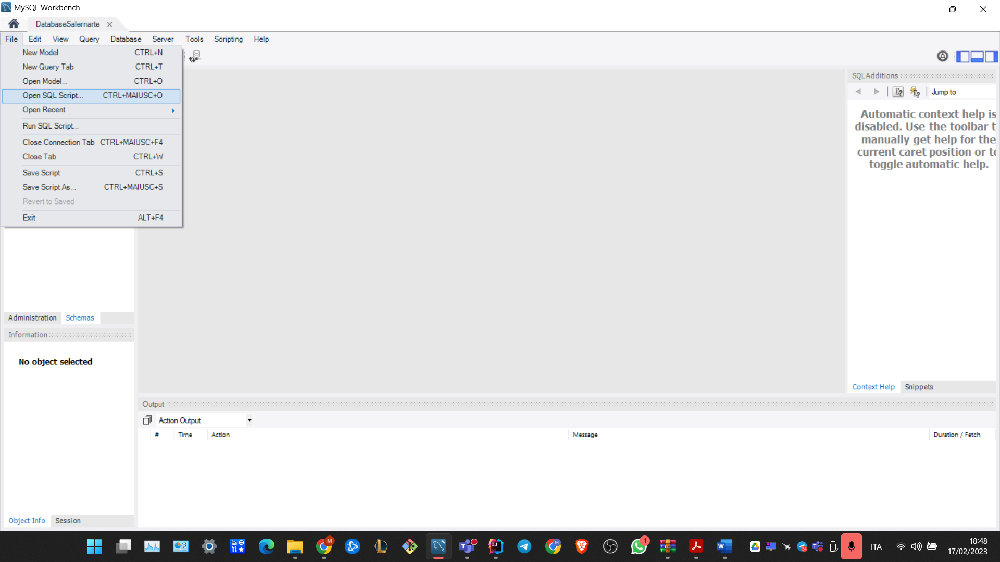 MySQL Workbench
DatabaseSalernarte
File Edit View Query Database Server Tools Scripting Help
New Model CTRL+N
New Query Tab CTRL+T
Open Model... CTRL+O
Open SQL Script... CTRL+MAIUSC+O
Open Recent
Run SQL Script...
Close Connection Tab CTRL+MAIUSC+F4
Close Tab CTRL+W
Save Script CTRL+S
Save Script As... CTRL+MAIUSC+S
Revert to Saved
Exit ALT+F4
Administration Schemas
Information
No object selected
Object Info Session
SQLAdditions
Jump to
Automatic context help is
disabled. Use the toolbar t
manually get help for the
current caret position or to
toggle automatic help.
Context Help Snippets
Output
Action Output
# Time Action Message Duration / Fetch
ITA
18:48
17/02/2023